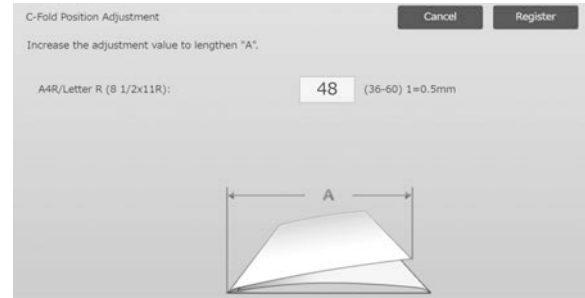 C-Fold Position Adjustment
Cancel
Register
Increase the adjustment value to lengthen "A".
A4R/Letter R (8 1/2x11R):
48
(36-60) 1=0.5mm
A